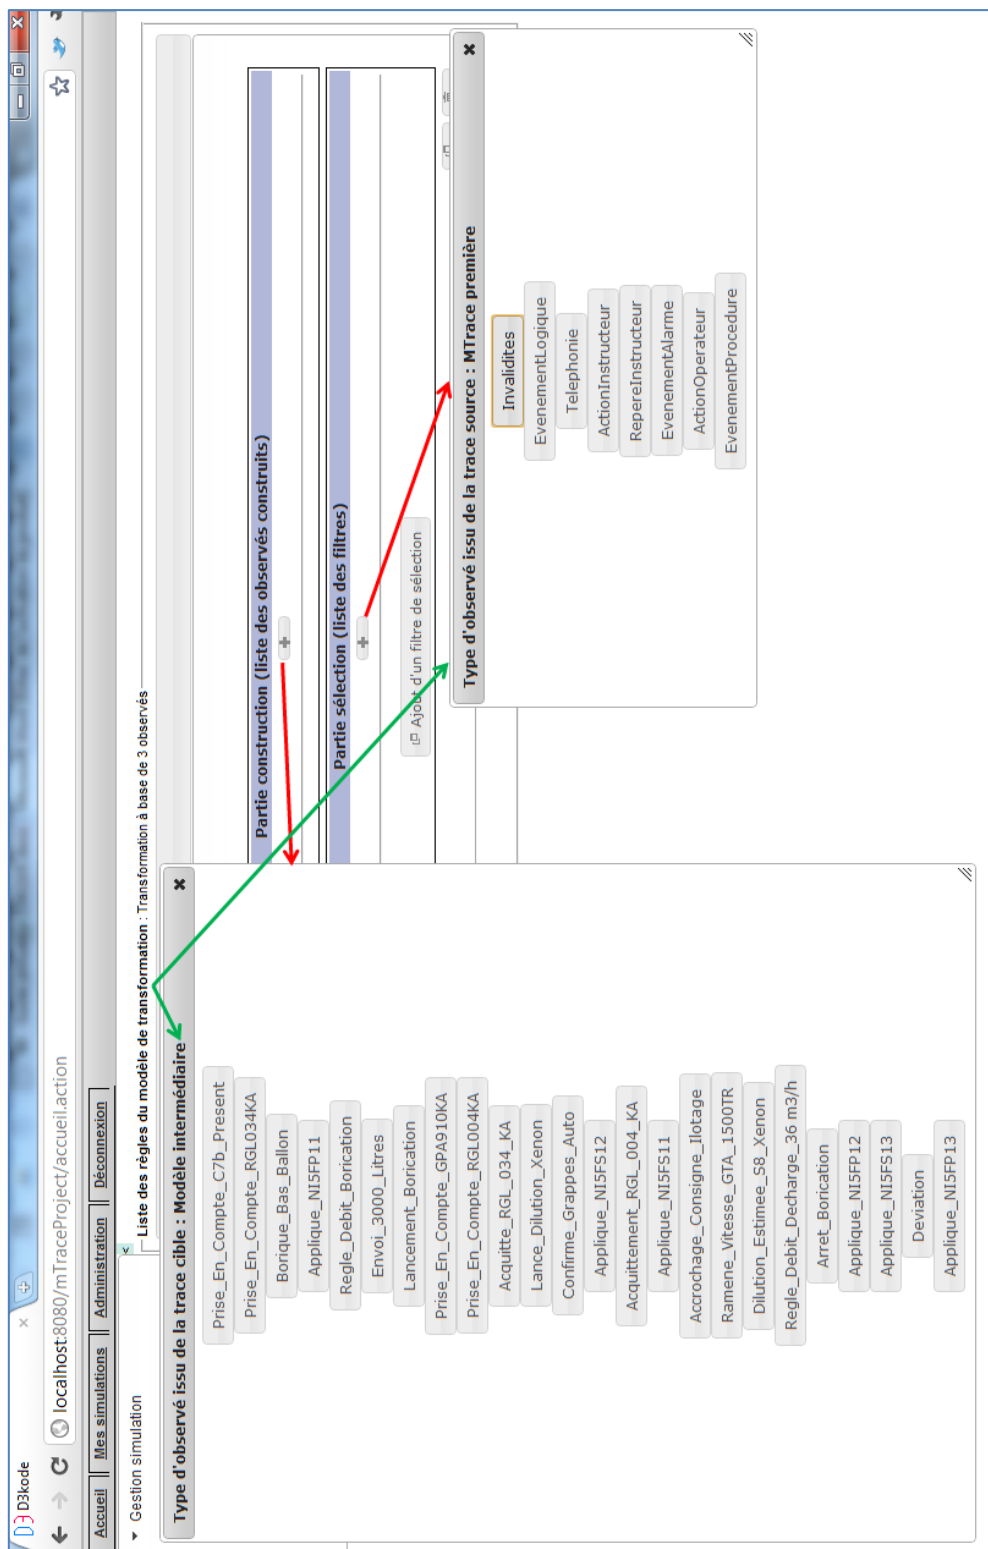 D3kode
localhost:8080/mTraceProject/accueil.action
Accueil
Mes simulations
Administration
Déconnexion
Gestion simulation
<
Liste des règles du modèle de transformation : Transformation à base de 3 observés
Partie construction (liste des observés construits)
Partie sélection (liste des filtres)
Ajout d'un filtre de sélection
Type d'observé issu de la trace cible : Modèle intermédiaire
Prise_En_Compte_C7b_Present
Prise_En_Compte_RGL034KA
Borique_Bas_Ballon
Applique_NI5FP11
Regle_Debit_Borication
Envoi_3000_Litres
Lancement_Borication
Prise_En_Compte_GPA910KA
Prise_En_Compte_RGL004KA
Acquitte_RGL_034_KA
Lance_Dilution_Xenon
Confirme_Grappes_Auto
Applique_NI5FS12
Acquittement_RGL_004_KA
Applique_NI5FS11
Accrochage_Consigne_Ilotage
Ramene_Vitesse_GTA_1500TR
Dilution_Estimee_S8_Xenon
Regle_Debit_Decharge_36 m3/h
Arret_Borication
Applique_NI5FP12
Applique_NI5FS13
Deviation
Applique_NI5FP13
Type d'observé issu de la trace source : MTrace première
Invalidites
EvenementLogique
Telephonie
ActionInstructeur
RepereInstructeur
EvenementAlarme
ActionOperateur
EvenementProcedure